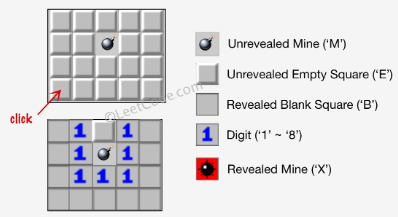 Unrevealed Mine (‘M’)
Unrevealed Empty Square (‘E’)
click
©LeetCode.com
Revealed Blank Square (‘B’)
1 1
1 Digit (‘1’ ~ ‘8’)
1 1
1 1 1
Revealed Mine (‘X’)